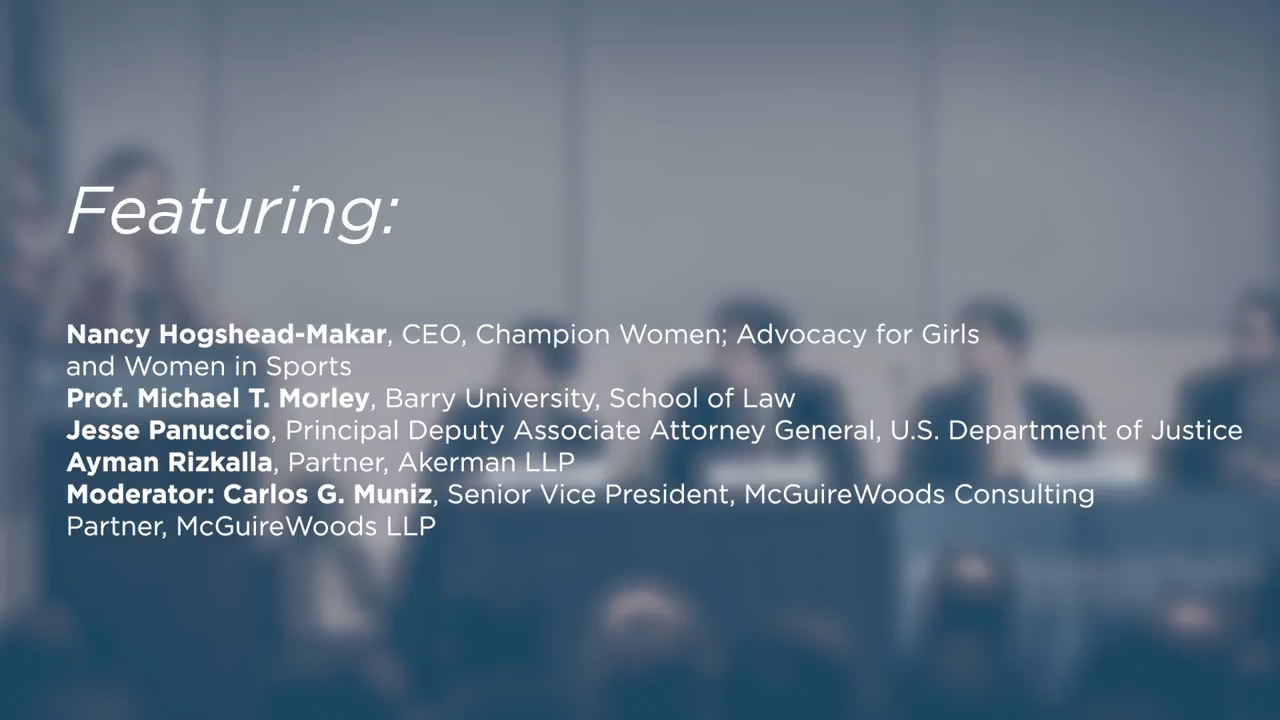 Featuring:
Nancy Hogshead-Makar, CEO, Champion Women; Advocacy for Girls
and Women in Sports
Prof. Michael T. Morley, Barry University, School of Law
Jesse Panuccio, Principal Deputy Associate Attorney General, U.S. Department of Justice
Ayman Rizkalla, Partner, Akerman LLP
Moderator: Carlos G. Muniz, Senior Vice President, McGuireWoods Consulting
Partner, McGuireWoods LLP